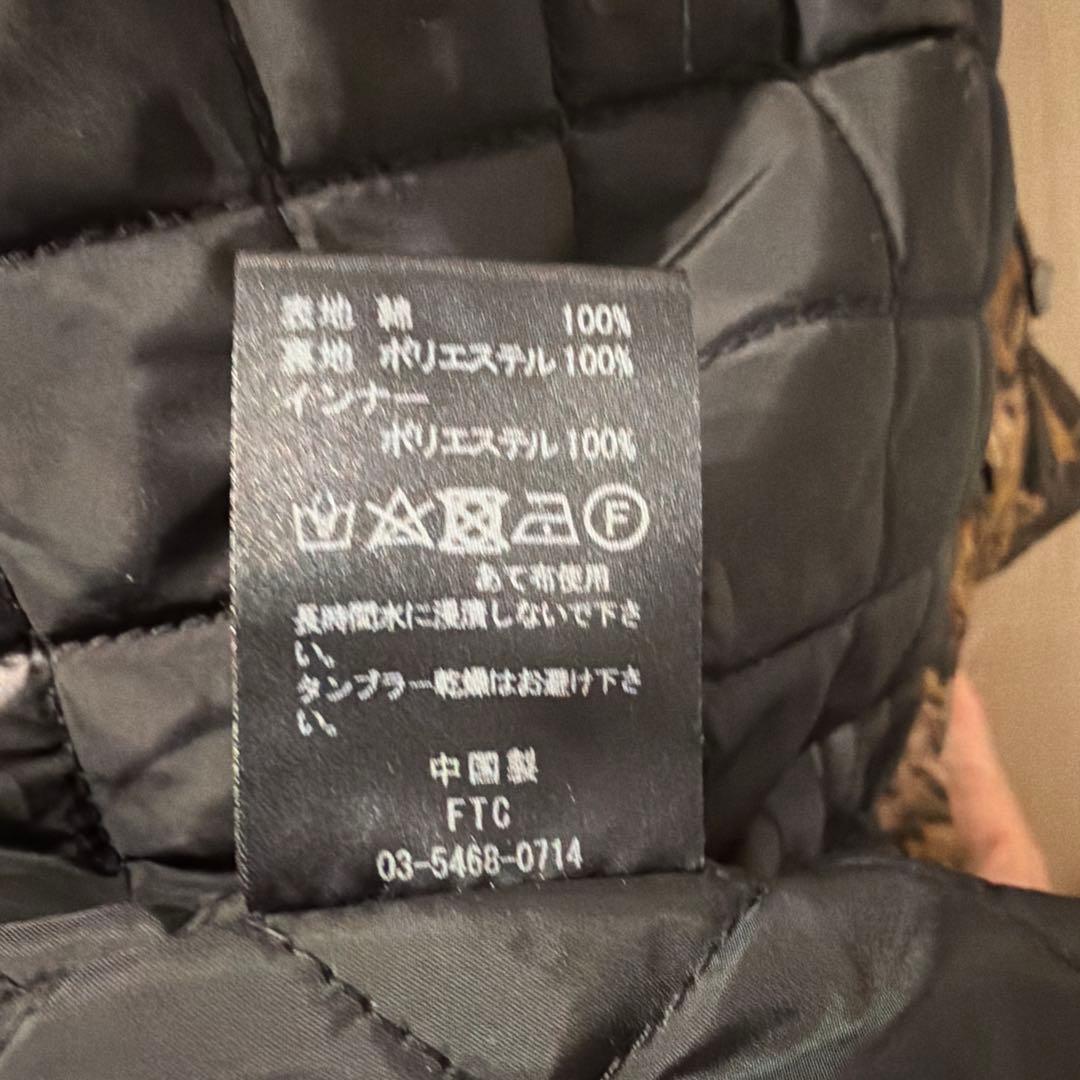 表地 綿 100%
裏地 ポリエステル 100%
インナー
ポリエステル 100%
F
あて布使用
長時間水に浸漬しないで下さ
い。
タンブラー乾燥はお避け下さ
い。
中国製
FTC
03-5468-0714